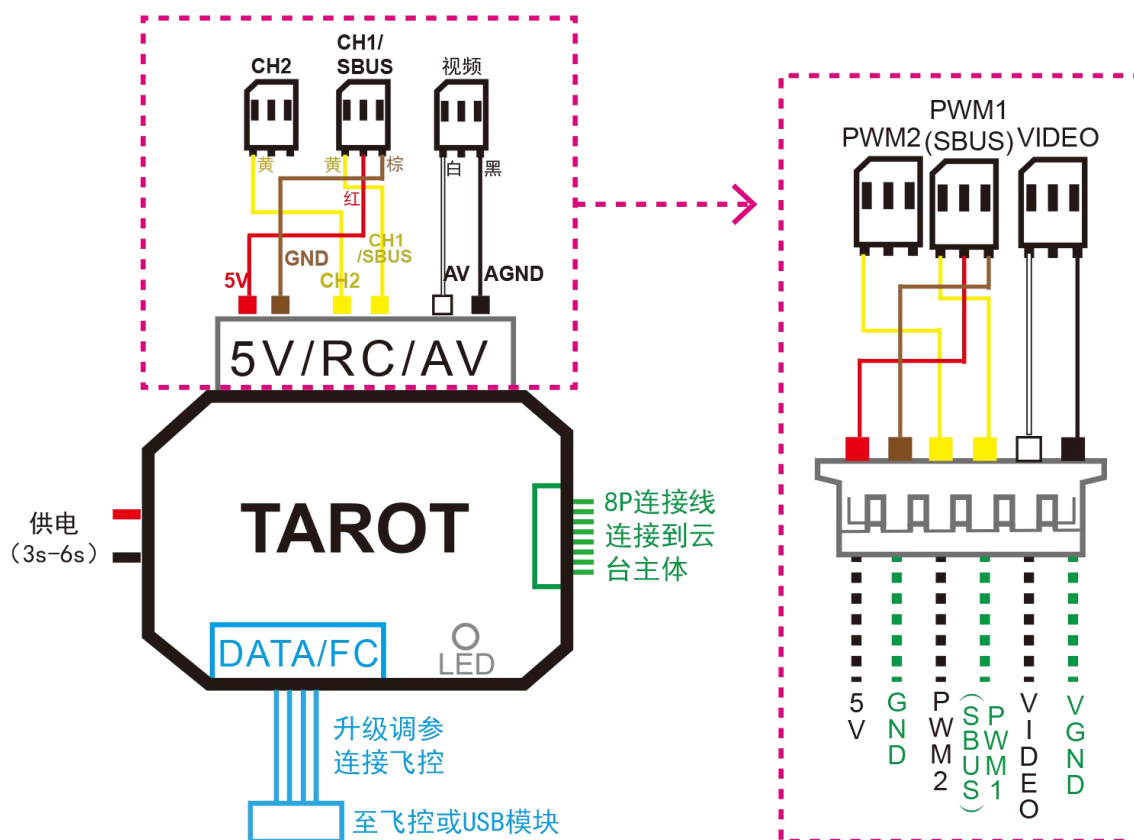 CH2
CH1/
SBUS
视频
黄
黄
棕
红
白
黑
5V
GND
CH2
CH1
/SBUS
AV
AGND
5V/RC/AV
TAROT
供电
（3s-6s）
8P连接线
连接到云
台主体
DATA/FC
LED
升级调参
连接飞控
至飞控或USB模块
PWM2
PWM1
(SBUS)
VIDEO
5V
GND
PWM2
PWM1
(SBUS)
VIDEO
VGND